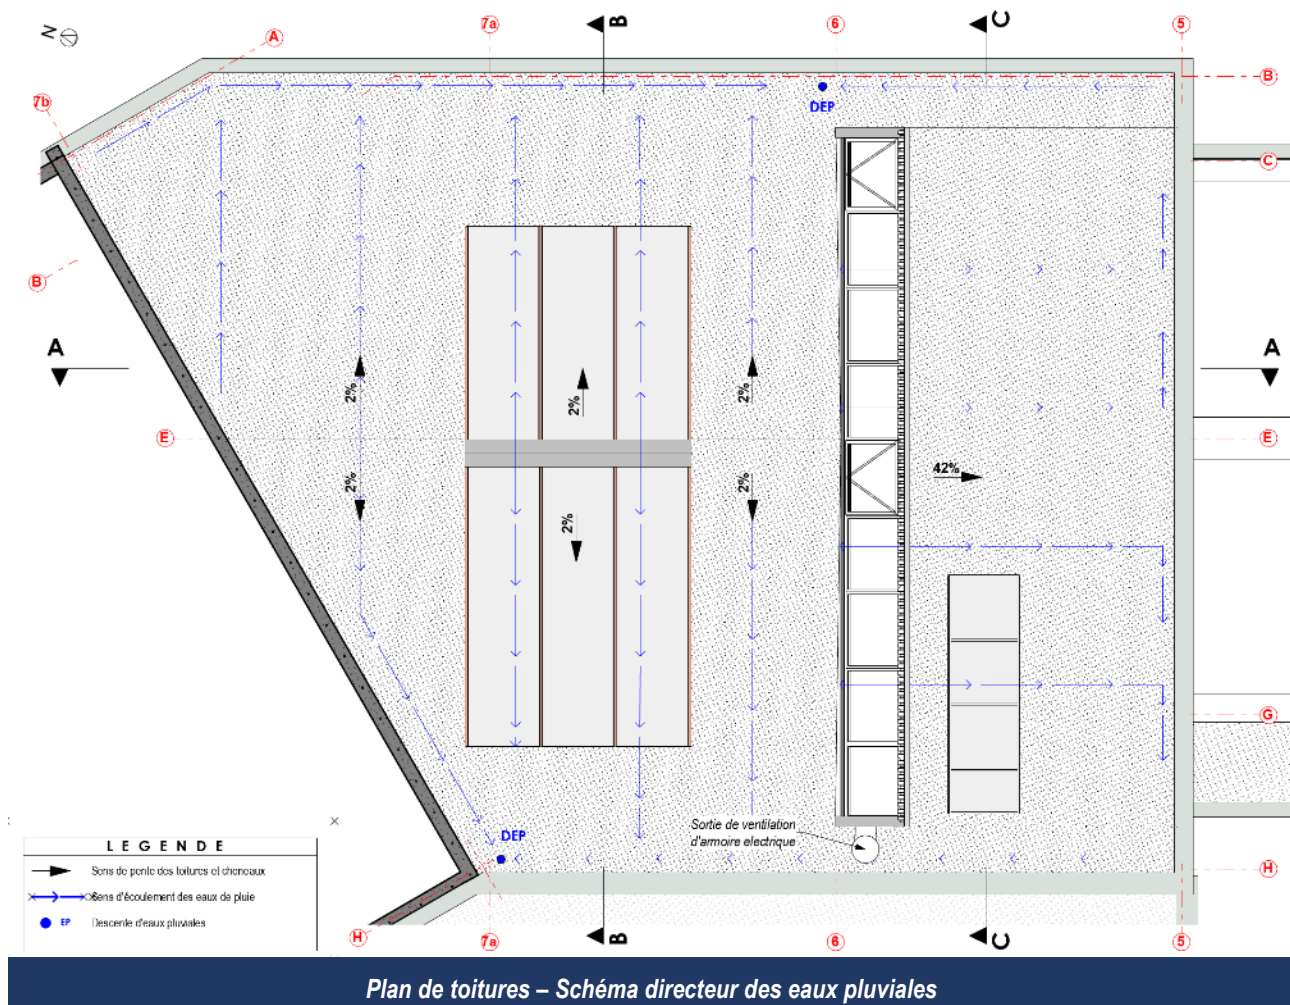 N
A
7a
B
6
C
5
B
7b
DEP
C
B
A
A
2%
2%
2%
E
E
2%
2%
2%
42%
G
Sortie de ventilation
d'armoire electrique
DEP
H
LEGENDE
Sens de pente des toitures et cheneaux
Sens d'écoulement des eaux de pluie
EP Descente d'eaux pluviales
H
7a
B
6
C
5
Plan de toitures – Schéma directeur des eaux pluviales